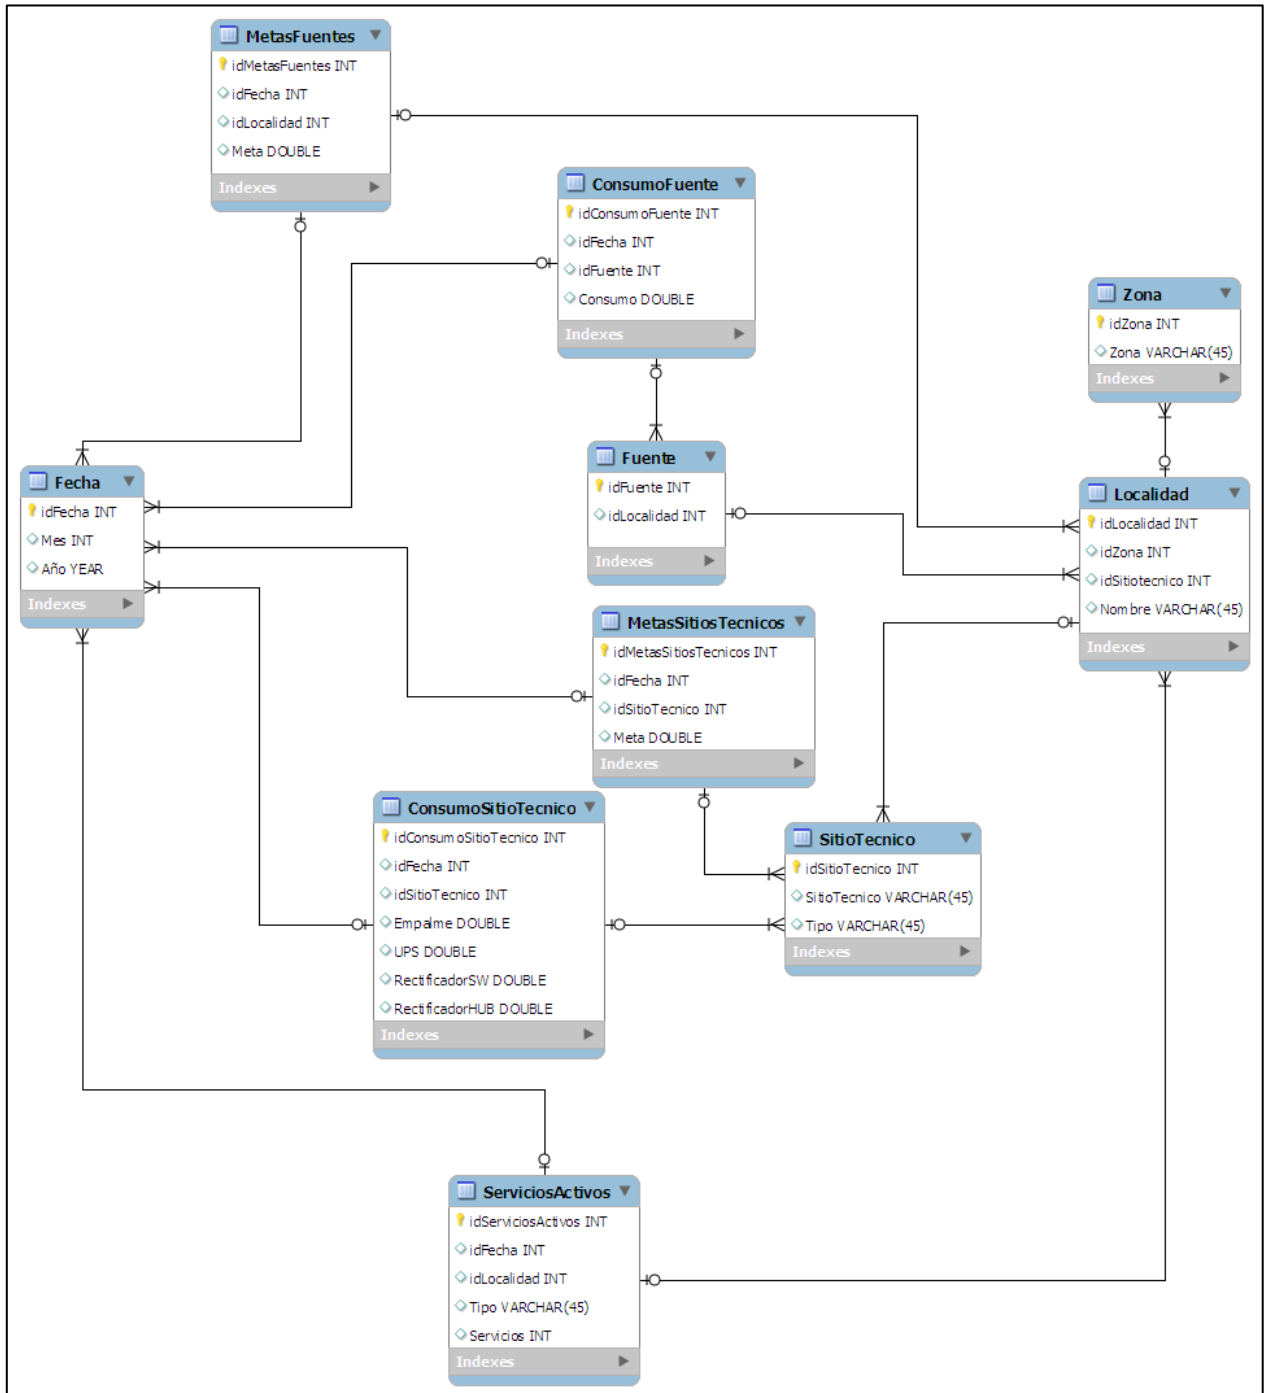 MetasFuentes
idMetasFuentes INT
idFecha INT
idLocalidad INT
Meta DOUBLE
Indexes
ConsumoFuente
idConsumoFuente INT
idFecha INT
idFuente INT
Consumo DOUBLE
Indexes
Zona
idZona INT
Zona VARCHAR(45)
Indexes
Fuente
idFuente INT
idLocalidad INT
Indexes
Fecha
idFecha INT
Mes INT
Año YEAR
Indexes
Localidad
idLocalidad INT
idZona INT
idSitiotecnico INT
Nombre VARCHAR(45)
Indexes
MetasSitiosTecnicos
idMetasSitiosTecnicos INT
idFecha INT
idSitioTecnico INT
Meta DOUBLE
Indexes
ConsumoSitioTecnico
idConsumoSitioTecnico INT
idFecha INT
idSitioTecnico INT
Empalme DOUBLE
UPS DOUBLE
RectificadorSW DOUBLE
RectificadorHUB DOUBLE
Indexes
SitioTecnico
idSitioTecnico INT
SitioTecnico VARCHAR(45)
Tipo VARCHAR(45)
Indexes
ServiciosActivos
idServiciosActivos INT
idFecha INT
idLocalidad INT
Tipo VARCHAR(45)
Servicios INT
Indexes